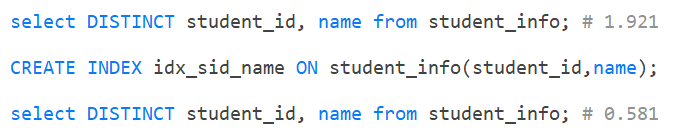 select DISTINCT student_id, name from student_info; # 1.921
CREATE INDEX idx_sid_name ON student_info(student_id,name);
select DISTINCT student_id, name from student_info; # 0.581